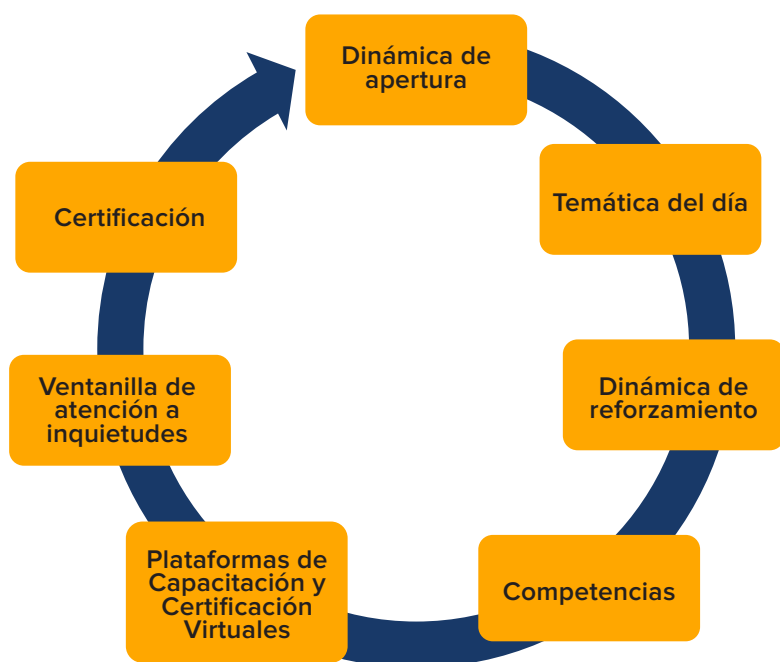 Dinámica de
apertura
Temática del día
Dinámica de
reforzamiento
Competencias
Plataformas de
Capacitación y
Certificación
Virtuales
Ventanilla de
atención a
inquietudes
Certificación